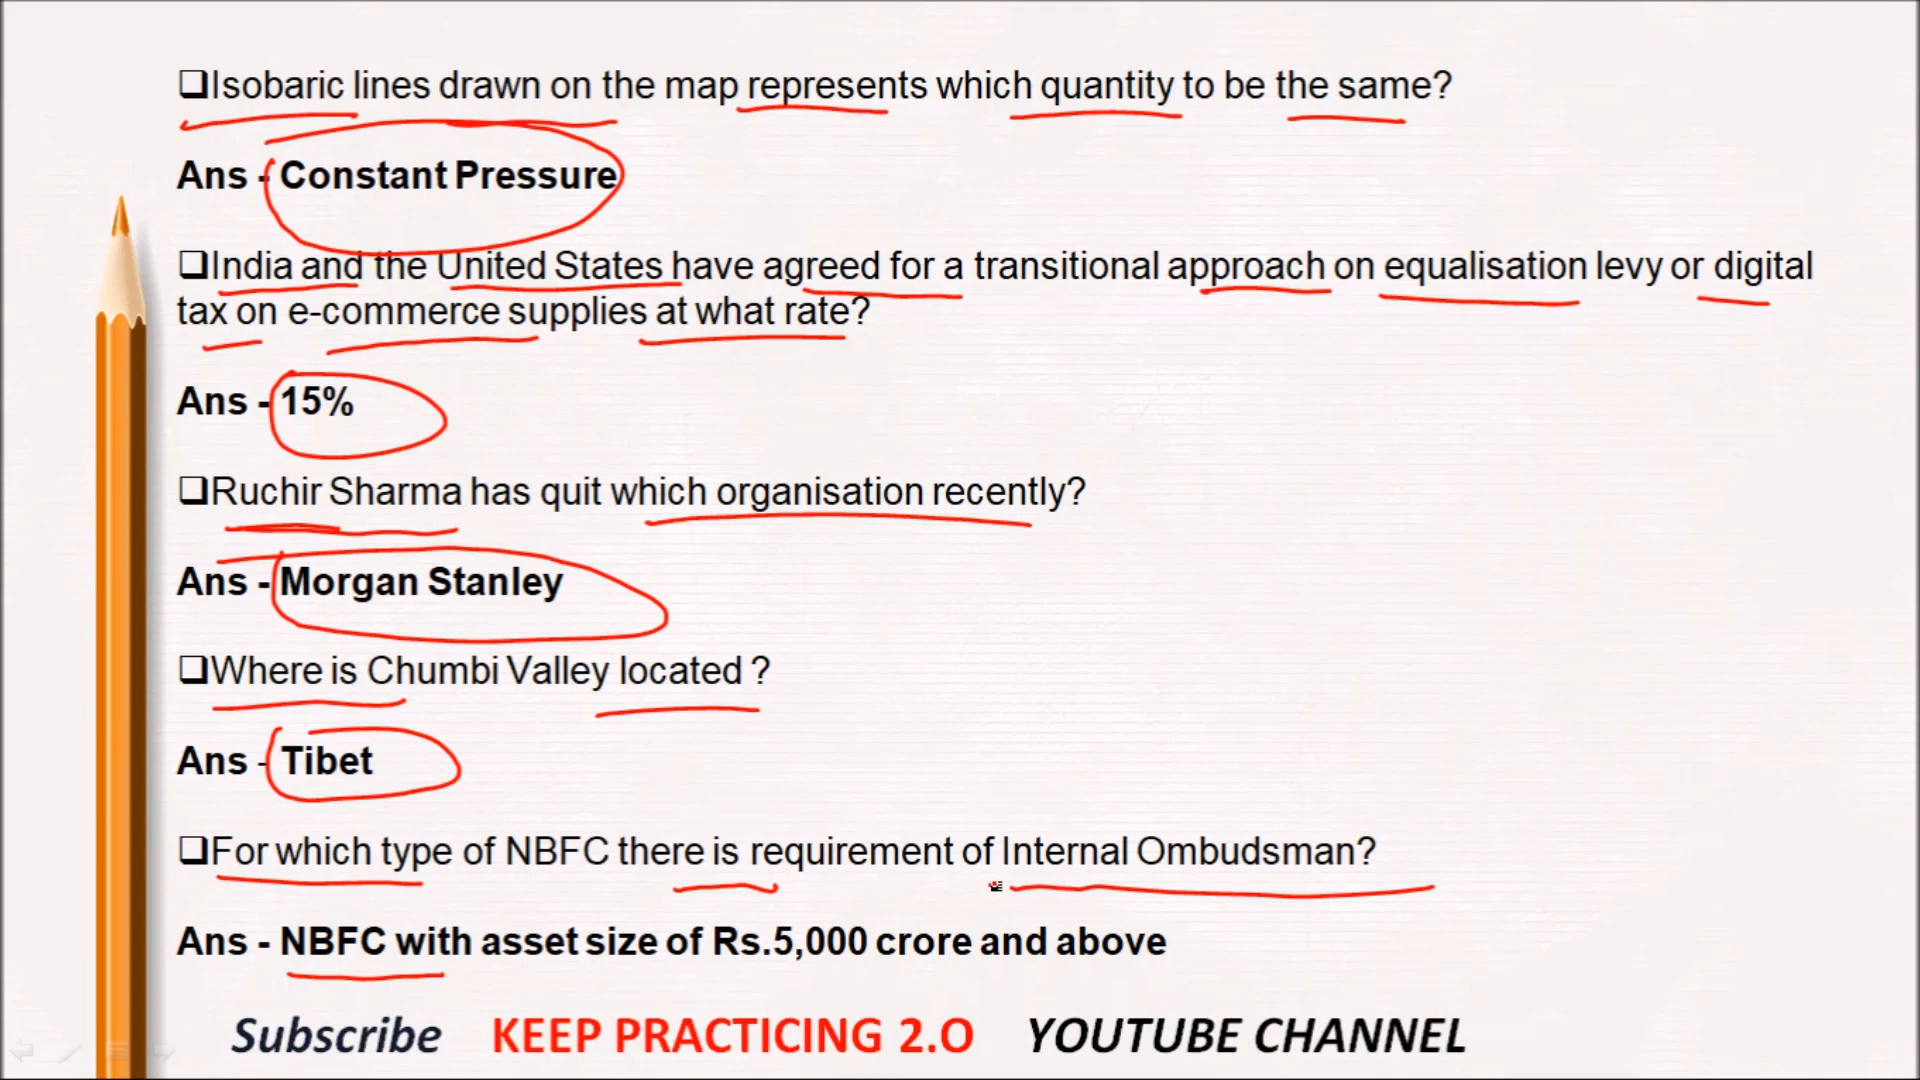 ❑Isobaric lines drawn on the map represents which quantity to be the same?
Ans - Constant Pressure
❑India and the United States have agreed for a transitional approach on equalisation levy or digital
tax on e-commerce supplies at what rate?
Ans - 15%
❑Ruchir Sharma has quit which organisation recently?
Ans - Morgan Stanley
❑Where is Chumbi Valley located ?
Ans - Tibet
❑For which type of NBFC there is requirement of Internal Ombudsman?
Ans - NBFC with asset size of Rs.5,000 crore and above
Subscribe KEEP PRACTICING 2.O YOUTUBE CHANNEL